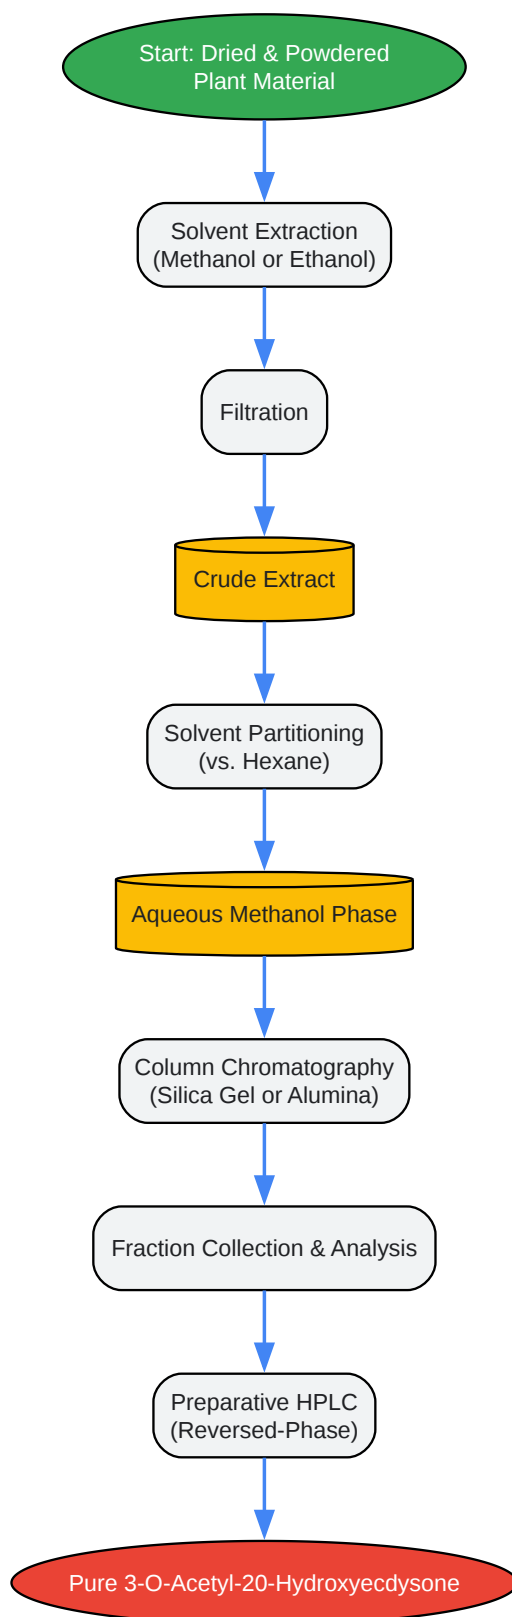 Start: Dried & Powdered
Plant Material
Solvent Extraction
(Methanol or Ethanol)
Filtration
Crude Extract
Solvent Partitioning
(vs. Hexane)
Aqueous Methanol Phase
Column Chromatography
(Silica Gel or Alumina)
Fraction Collection & Analysis
Preparative HPLC
(Reversed-Phase)
Pure 3-O-Acetyl-20-Hydroxyecdysone